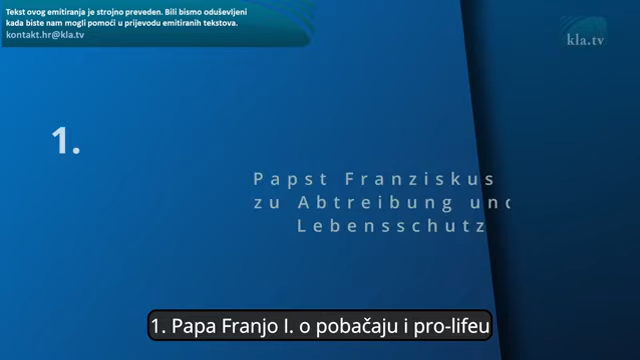 Tekst ovog emitiranja je strojno preveden. Bili bismo oduševljeni
kada biste nam mogli pomoći u prijevodu emitiranih tekstova.
kontakt.hr@kla.tv
kla.tv
1.
Papst Franziskus
zu Abtreibung und
Lebensschutz
1. Papa Franjo I. o pobačaju i pro-lifeu